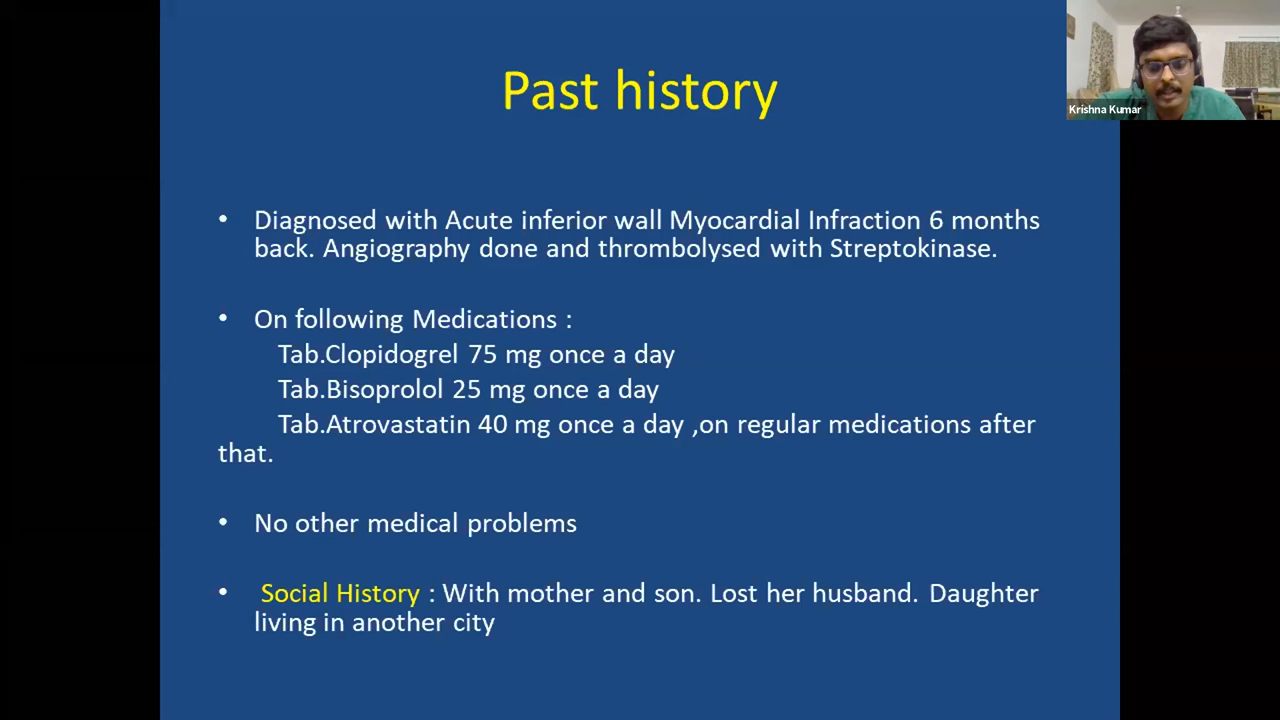 Past history
Krishna Kumar
• Diagnosed with Acute inferior wall Myocardial Infraction 6 months
back. Angiography done and thrombolysed with Streptokinase.
• On following Medications :
Tab.Clopidogrel 75 mg once a day
Tab.Bisoprolol 25 mg once a day
Tab.Atrovastatin 40 mg once a day ,on regular medications after
that.
• No other medical problems
• Social History : With mother and son. Lost her husband. Daughter
living in another city